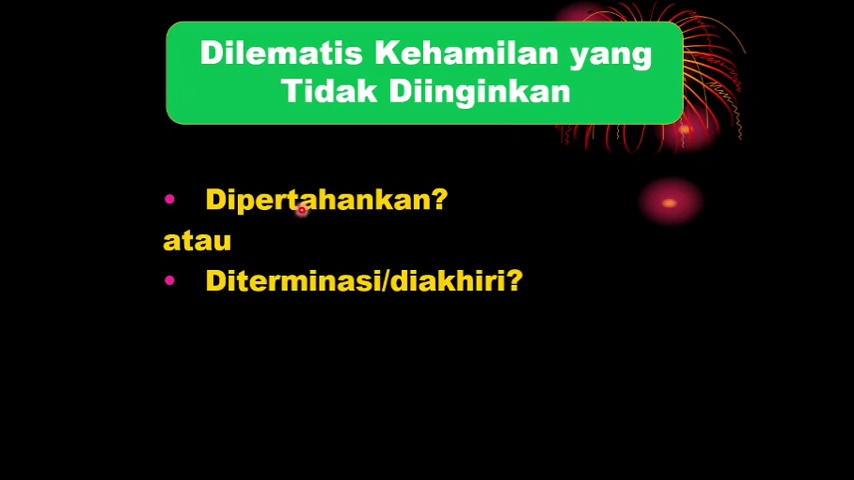 Dilematis Kehamilan yang
Tidak Diinginkan
• Dipertahankan?
atau
• Diterminasi/diakhiri?